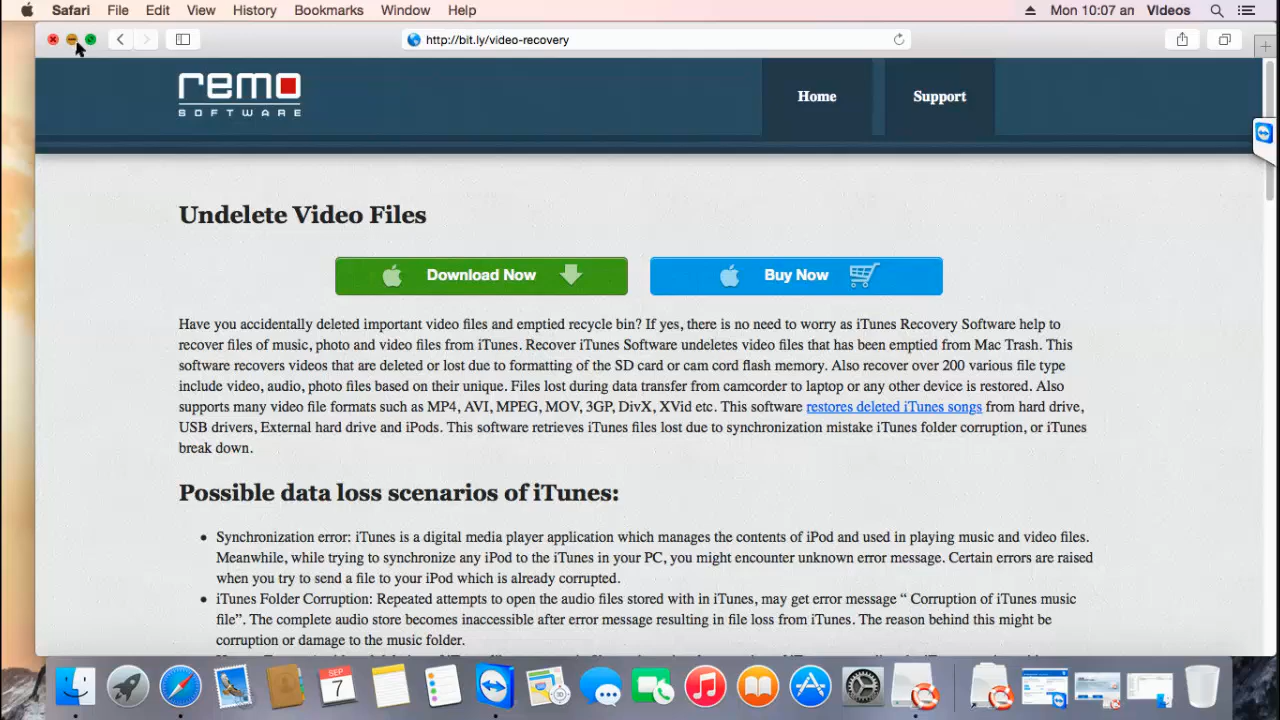 Safari File Edit View History Bookmarks Window Help Mon 10:07 an Videos
http://bit.ly/video-recovery
remo
SOFTWARE
Home Support
Undelete Video Files
Download Now Buy Now
Have you accidentally deleted important video files and emptied recycle bin? If yes, there is no need to worry as iTunes Recovery Software help to
recover files of music, photo and video files from iTunes. Recover iTunes Software undeletes video files that has been emptied from Mac Trash. This
software recovers videos that are deleted or lost due to formatting of the SD card or cam cord flash memory. Also recover over 200 various file type
include video, audio, photo files based on their unique. Files lost during data transfer from camcorder to laptop or any other device is restored. Also
supports many video file formats such as MP4, AVI, MPEG, MOV, 3GP, DivX, XVid etc. This software restores deleted iTunes songs from hard drive,
USB drivers, External hard drive and iPods. This software retrieves iTunes files lost due to synchronization mistake iTunes folder corruption, or iTunes
break down.
Possible data loss scenarios of iTunes:
• Synchronization error: iTunes is a digital media player application which manages the contents of iPod and used in playing music and video files.
Meanwhile, while trying to synchronize any iPod to the iTunes in your PC, you might encounter unknown error message. Certain errors are raised
when you try to send a file to your iPod which is already corrupted.
• iTunes Folder Corruption: Repeated attempts to open the audio files stored with in iTunes, may get error message “ Corruption of iTunes music
file”. The complete audio store becomes inaccessible after error message resulting in file loss from iTunes. The reason behind this might be
corruption or damage to the music folder.
SEP
7